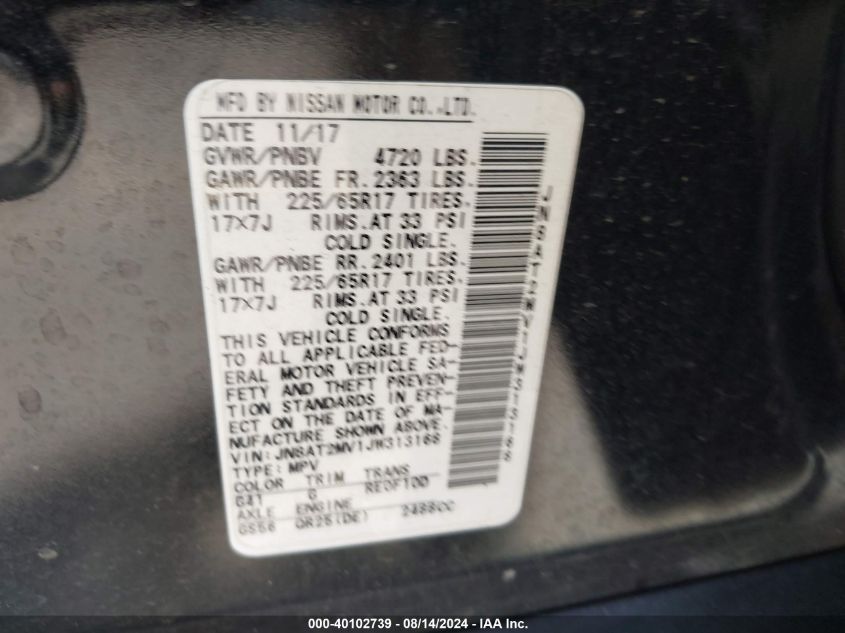 MFD BY NISSAN MOTOR CO.,LTD.
DATE 11/17
GVWR/PNBV 4720 LBS.
GAWR/PNBE FR. 2363 LBS.
WITH 225/65R17 TIRES.
17X7J RIMS.AT 33 PSI
COLD SINGLE.
GAWR/PNBE RR. 2401 LBS.
WITH 225/65R17 TIRES.
17X7J RIMS.AT 33 PSI
COLD SINGLE.
THIS VEHICLE CONFORMS
TO ALL APPLICABLE FED-
ERAL MOTOR VEHICLE SA-
FETY AND THEFT PREVEN-
TION STANDARDS IN EFF-
ECT ON THE DATE OF MA-
NUFACTURE SHOWN ABOVE.
VIN:JN8AT2MV1JW313168
TYPE:MPV
COLOR TRIM TRANS
G41 G RE0F10D
AXLE ENGINE
GS56 QR25(DE) 2488CC
JN8AT2MV1JW313168
000-40102739 - 08/14/2024 - IAA Inc.